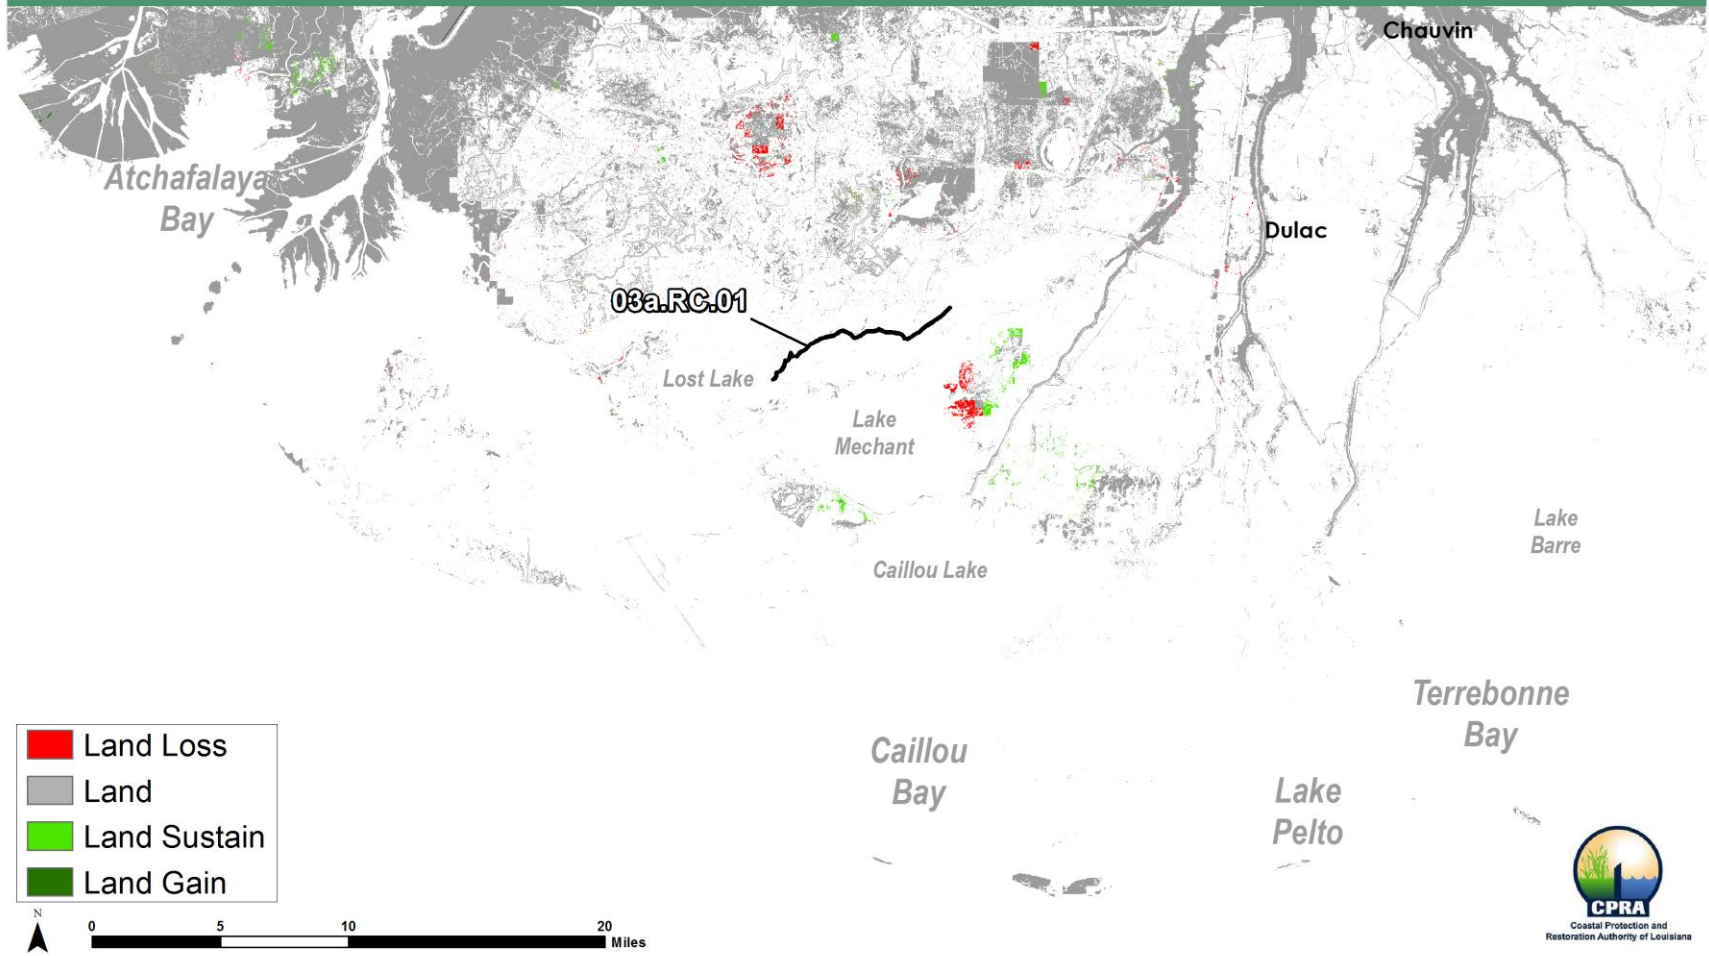 Chauvin
Atchafalaya
Bay
Dulac
03a.RC.01
Lost Lake
Lake
Mechant
Lake
Barre
Caillou Lake
Terrebonne
Bay
Caillou
Bay
Lake
Pelto
Land Loss
Land
Land Sustain
Land Gain
N
0 5 10 20
Miles
CPRA
Coastal Protection and
Restoration Authority of Louisiana